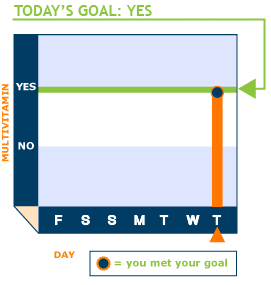 TODAY'S GOAL: YES
YES
MULTIVITAMIN
NO
F S S M T W T
DAY
= you met your goal